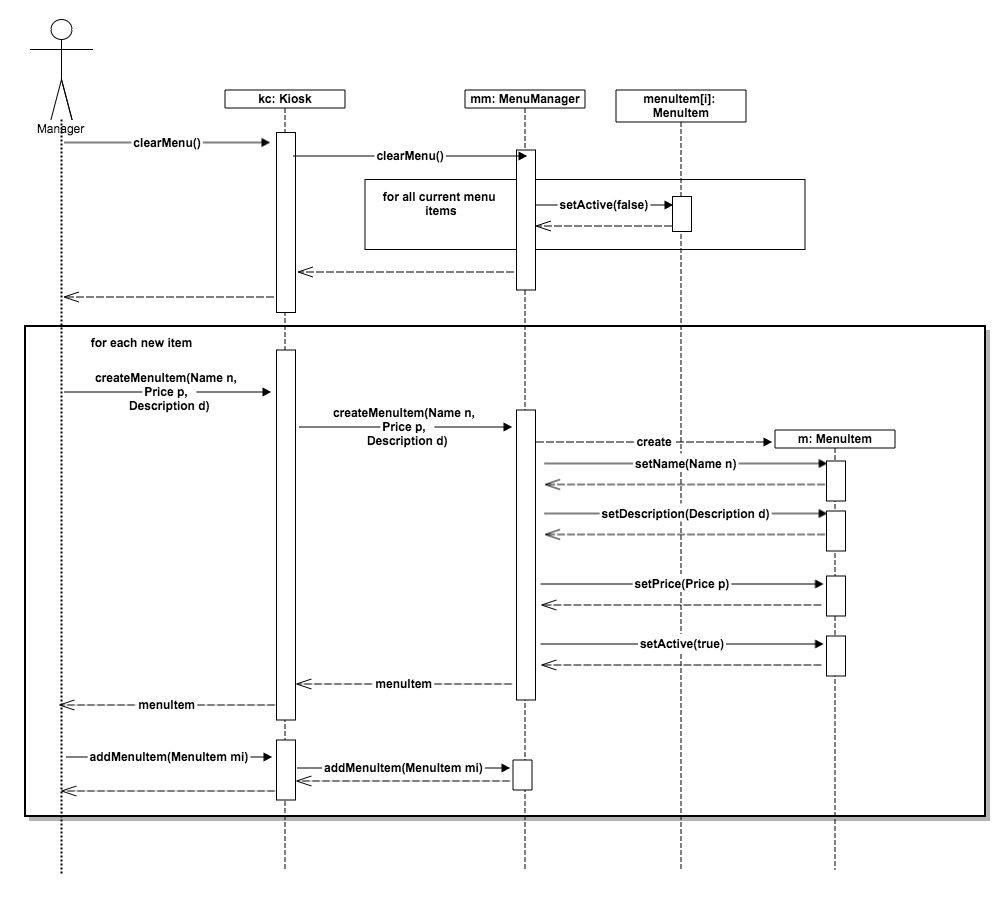 Manager
kc: Kiosk
mm: MenuManager
menuItem[i]:
MenuItem
clearMenu()
clearMenu()
for all current menu
items
setActive(false)
for each new item
createMenuItem(Name n,
Price p,
Description d)
createMenuItem(Name n,
Price p,
Description d)
create
m: MenuItem
setName(Name n)
setDescription(Description d)
setPrice(Price p)
setActive(true)
menuItem
menuItem
addMenuItem(MenuItem mi)
addMenuItem(MenuItem mi)